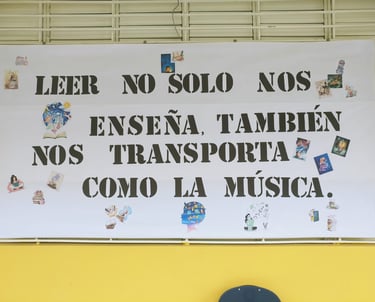 LEER NO SOLO NOS
ENSEÑA, TAMBIÉN
NOS TRANSPORTA
COMO LA MÚSICA.